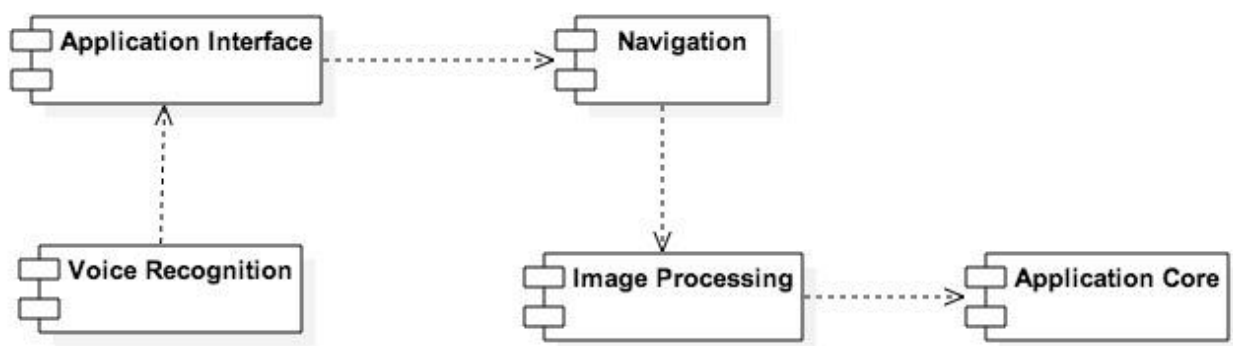 Application Interface
Navigation
Voice Recognition
Image Processing
Application Core